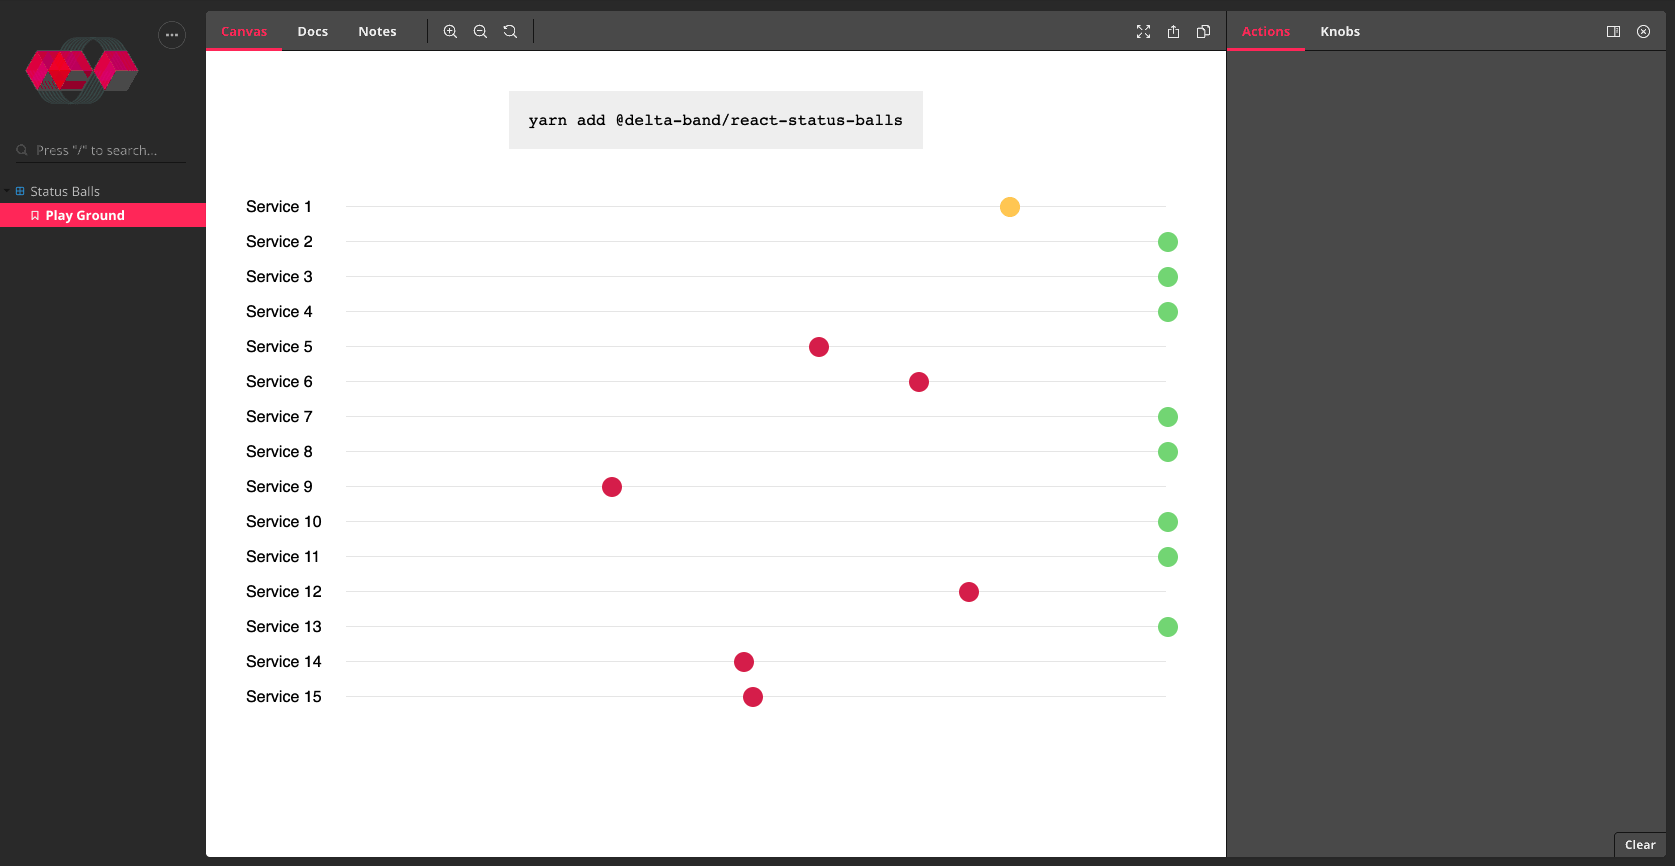 Canvas Docs Notes
Actions Knobs
Press "/" to search...
Status Balls
Play Ground
yarn add @delta-band/react-status-balls
Service 1
Service 2
Service 3
Service 4
Service 5
Service 6
Service 7
Service 8
Service 9
Service 10
Service 11
Service 12
Service 13
Service 14
Service 15
Clear